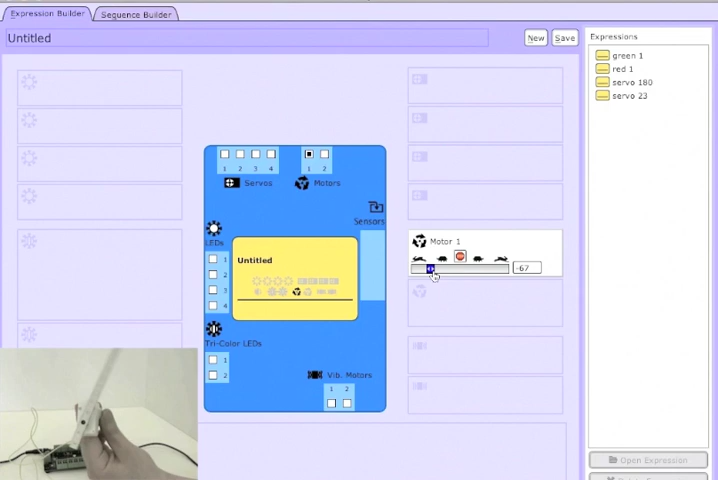 Expression Builder
Sequence Builder
Untitled
New
Save
Expressions
green 1
red 1
servo 180
servo 23
1 2 3 4
1 2
Servos
Motors
Sensors
LEDs
1
2
3
4
Untitled
Motor 1
-67
Tri-Color LEDs
1
2
Vib. Motors
1 2
Open Expression